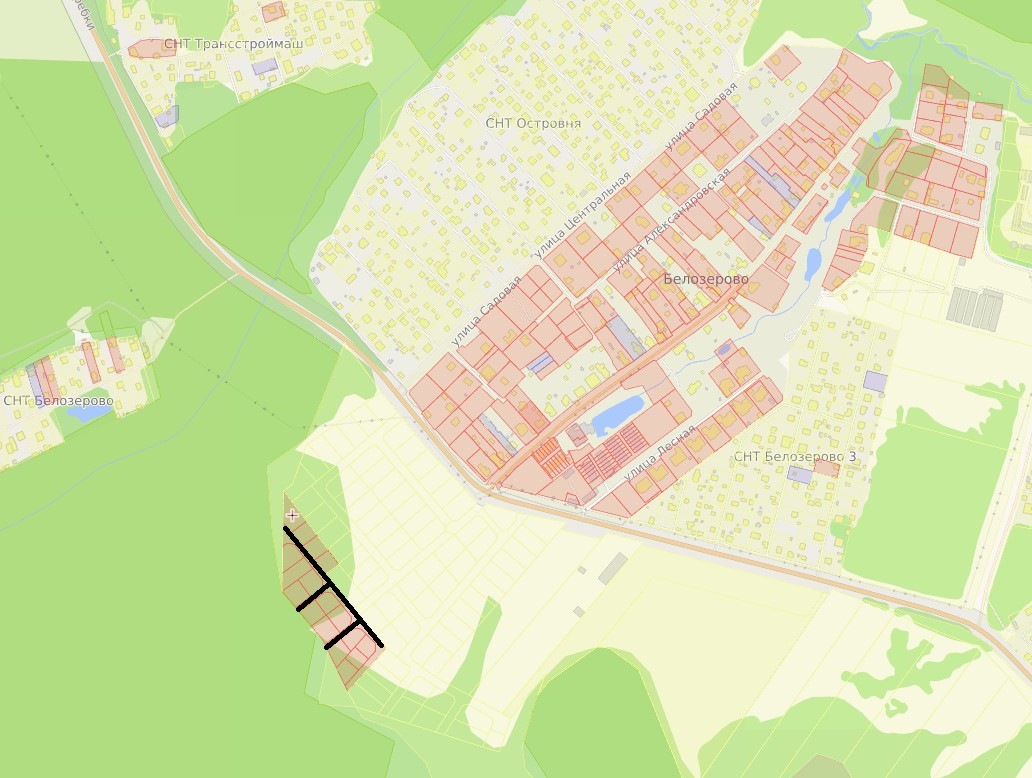 СНТ Трансстроймаш
СНТ Островня
улица Садовая
улица Центральная
улица Александровская
Белозерово
улица Садовая
СНТ Белозерово
улица Лесная
СНТ Белозерово 3